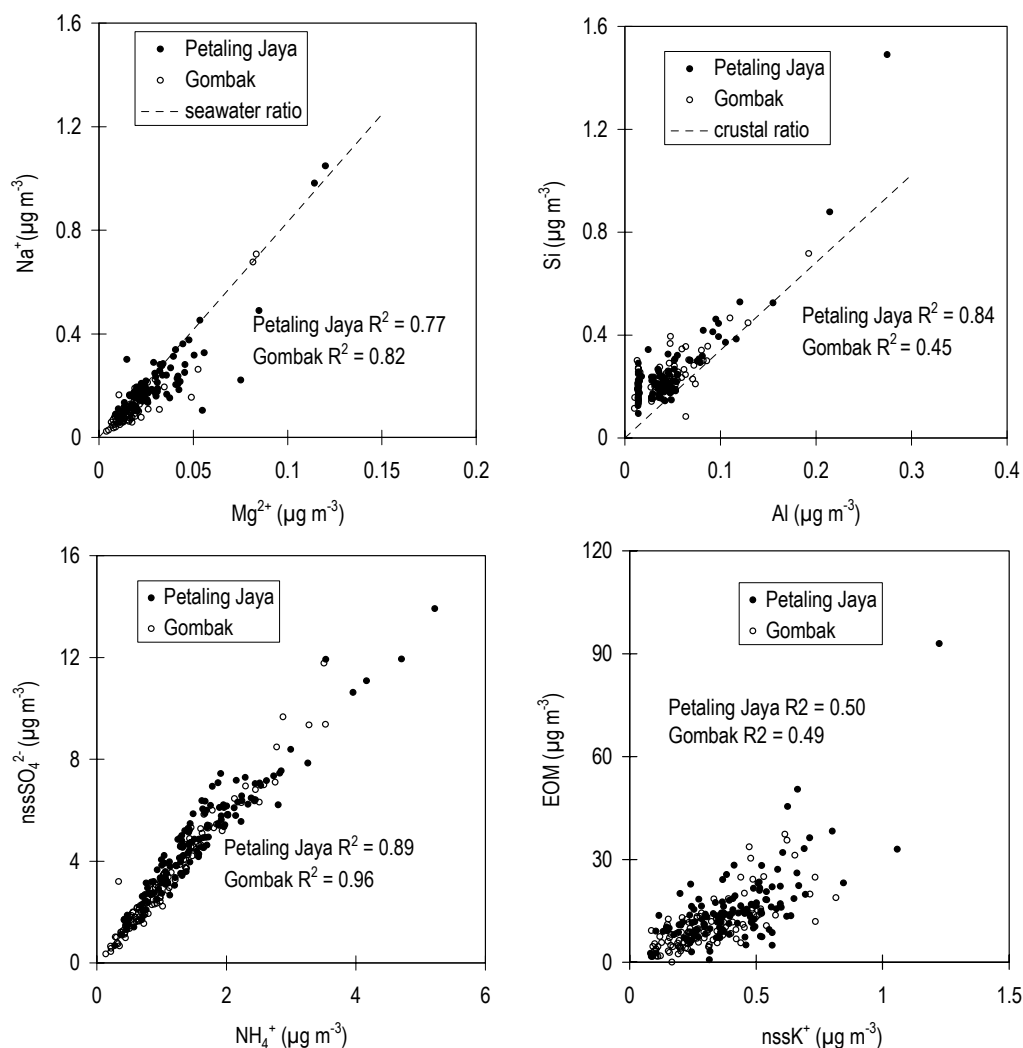 1.6
1.2
0.8
0.4
0
Na⁺(µg m⁻³)
Petaling Jaya
Gombak
seawater ratio
Petaling Jaya R² = 0.77
Gombak R² = 0.82
0 0.05 0.1 0.15 0.2
Mg²⁺ (µg m⁻³)
1.6
1.2
0.8
0.4
0
Si (µg m⁻³)
Petaling Jaya
Gombak
crustal ratio
Petaling Jaya R² = 0.84
Gombak R² = 0.45
0 0.1 0.2 0.3 0.4
Al (µg m⁻³)
16
12
8
4
0
nssSO₄²⁻ (µg m⁻³)
Petaling Jaya
Gombak
Petaling Jaya R² = 0.89
Gombak R² = 0.96
0 2 4 6
NH₄⁺ (µg m⁻³)
120
90
60
30
0
EOM (µg m⁻³)
Petaling Jaya
Gombak
Petaling Jaya R2 = 0.50
Gombak R2 = 0.49
0 0.5 1 1.5
nssK⁺ (µg m⁻³)